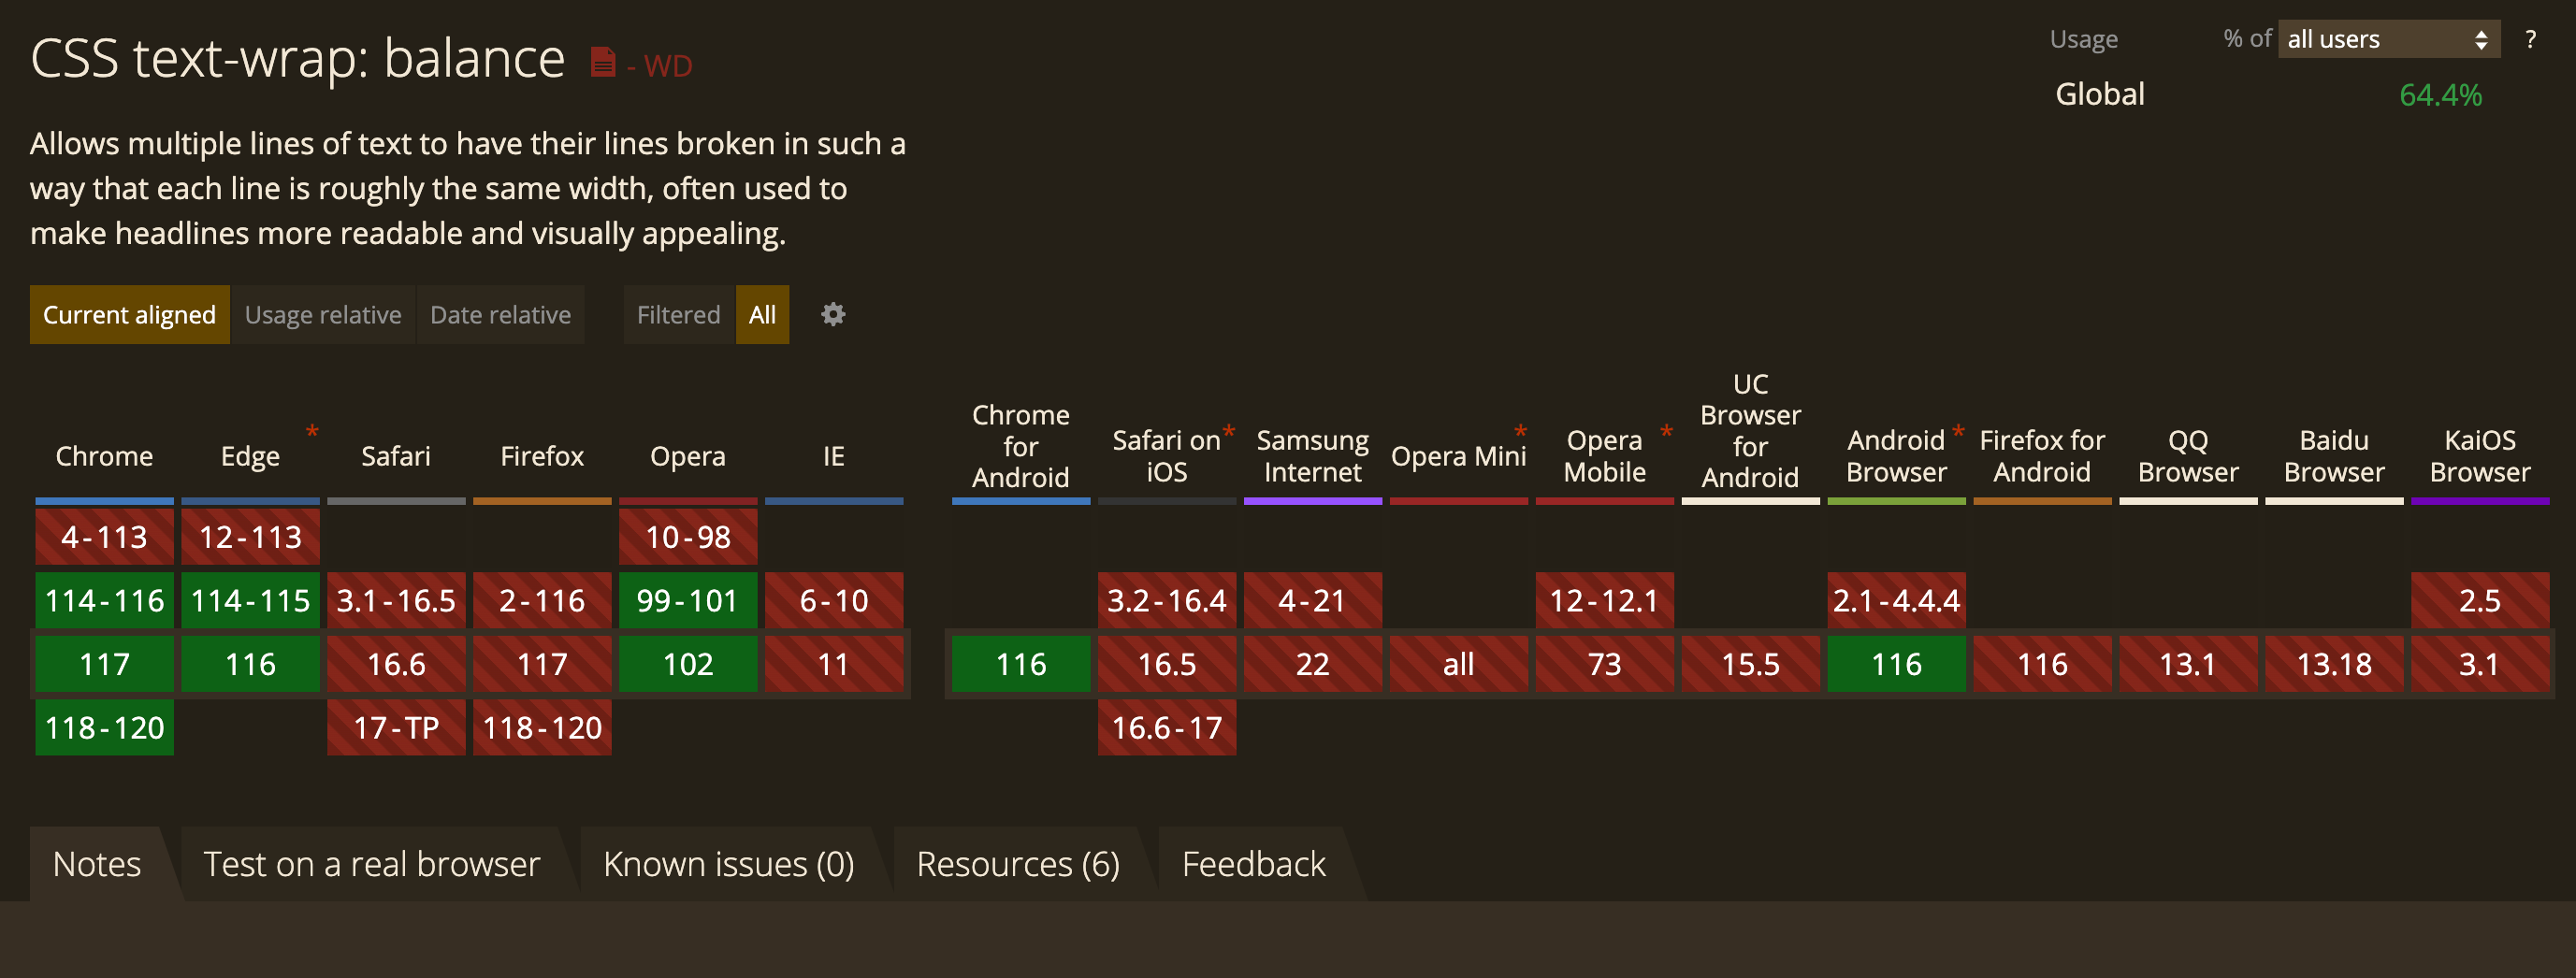 CSS text-wrap: balance - WD
Usage % of all users ?
Global 64.4%
Allows multiple lines of text to have their lines broken in such a
way that each line is roughly the same width, often used to
make headlines more readable and visually appealing.
Current aligned Usage relative Date relative Filtered All
Chrome
Edge *
Safari
Firefox
Opera
IE
Chrome
for
Android
Safari on *
iOS
Samsung
Internet
Opera Mini *
Opera *
Mobile
UC
Browser
for
Android
Android *
Browser
Firefox for
Android
QQ
Browser
Baidu
Browser
KaiOS
Browser
4-113 12-113 10-98
114-116 114-115 3.1-16.5 2-116 99-101 6-10 3.2-16.4 4-21 12-12.1 2.1-4.4.4 2.5
117 116 16.6 117 102 11 116 16.5 22 all 73 15.5 116 116 13.1 13.18 3.1
118-120 17-TP 118-120 16.6-17
Notes Test on a real browser Known issues (0) Resources (6) Feedback